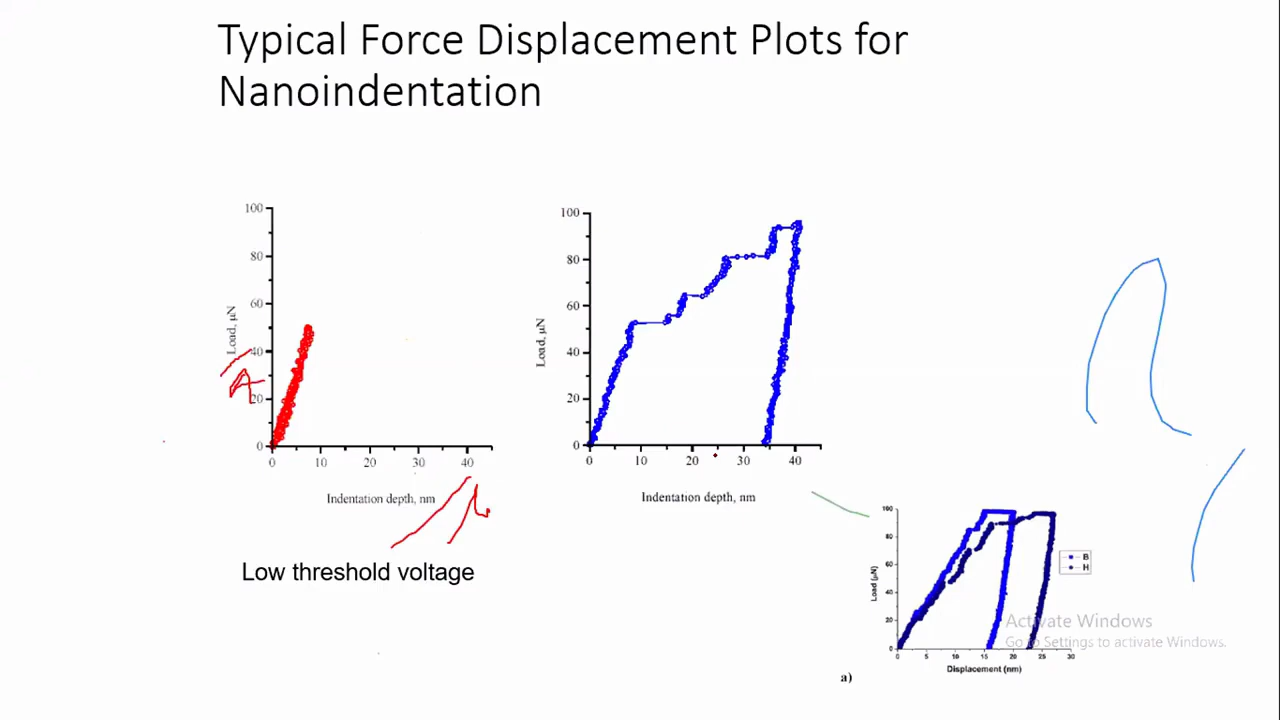 Typical Force Displacement Plots for
Nanoindentation
100
80
60
40
20
0
Load, μN
0 10 20 30 40
Indentation depth, nm
Low threshold voltage
100
80
60
40
20
0
Load, μN
0 10 20 30 40
Indentation depth, nm
100
80
60
40
20
0
Load (μN)
0 5 10 15 20 25 30
Displacement (nm)
B
H
a)
Activate Windows
Go to Settings to activate Windows.